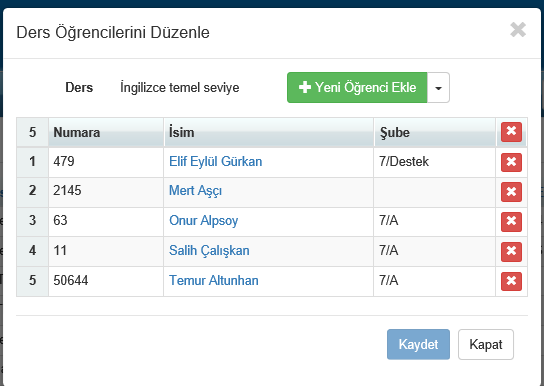 Ders Öğrencilerini Düzenle
Ders İngilizce temel seviye Yeni Öğrenci Ekle
5 Numara İsim Şube
1 479 Elif Eylül Gürkan 7/Destek
2 2145 Mert Aşçı
3 63 Onur Alpsoy 7/A
4 11 Salih Çalışkan 7/A
5 50644 Temur Altunhan 7/A
Kaydet Kapat